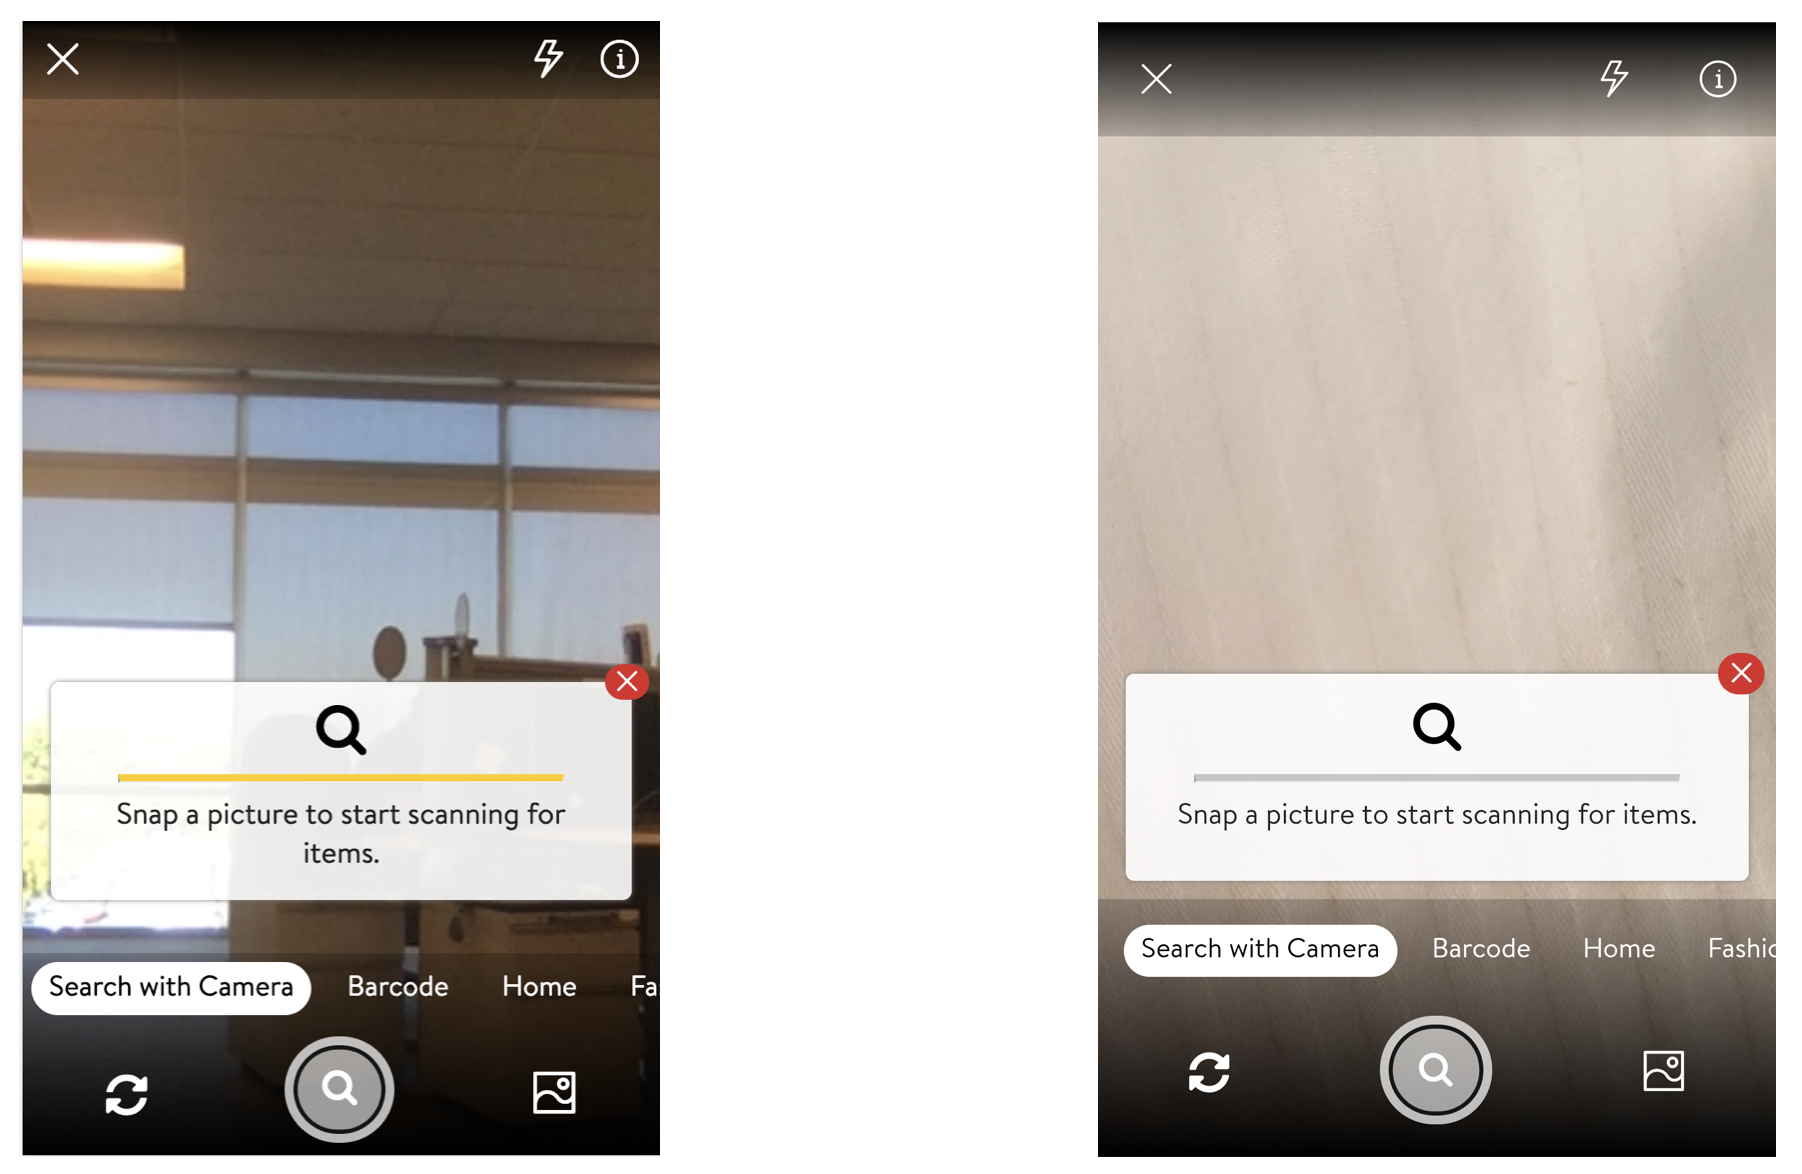 Snap a picture to start scanning for
items.
Search with Camera
Barcode
Home
Fa
Snap a picture to start scanning for items.
Search with Camera
Barcode
Home
Fashio